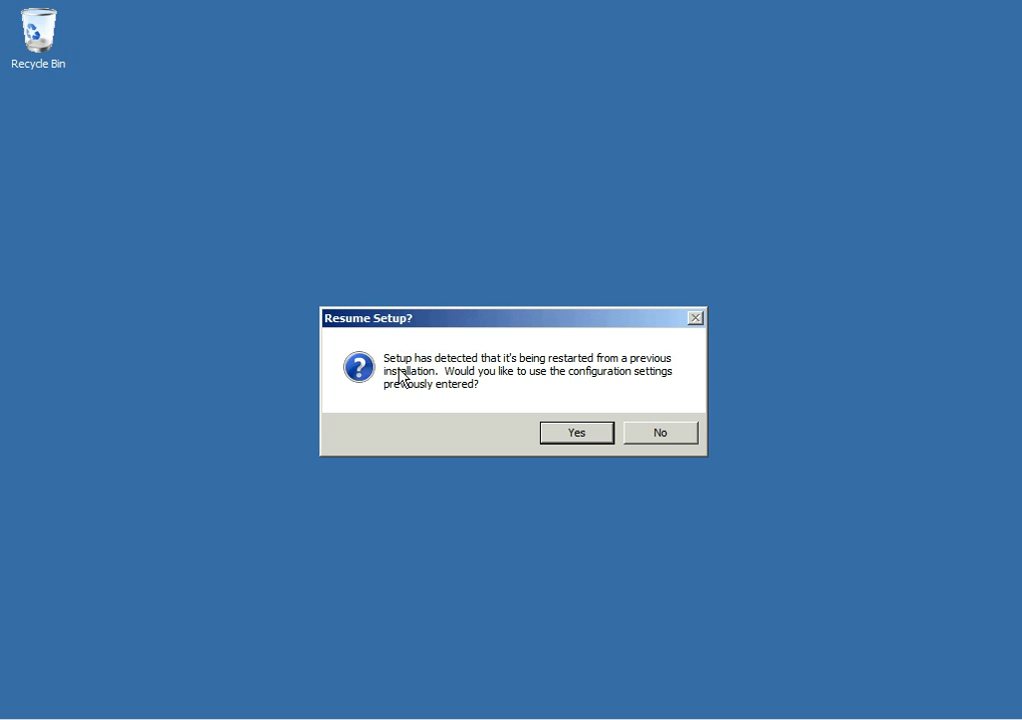 Recycle Bin
Resume Setup?
Setup has detected that it's being restarted from a previous
installation.  Would you like to use the configuration settings
previously entered?
Yes
No